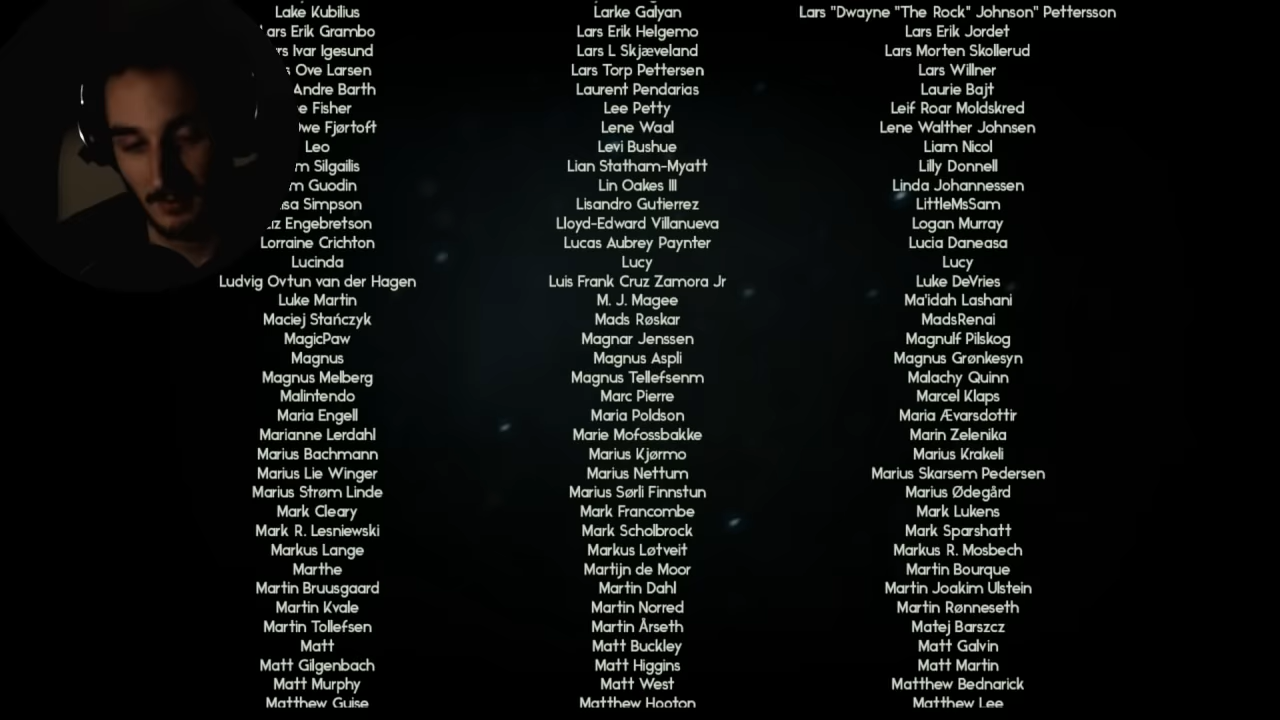 Lake Kubilius Larke Galyan Lars "Dwayne "The Rock" Johnson" Pettersson
ars Erik Grambo Lars Erik Helgemo Lars Erik Jordet
rs Ivar Igesund Lars L Skjæveland Lars Morten Skollerud
s Ove Larsen Lars Torp Pettersen Lars Willner
Andre Barth Laurent Pendarias Laurie Bajt
e Fisher Lee Petty Leif Roar Moldskred
Owe Fjørtoft Lene Waal Lene Walther Johnsen
Leo Levi Bushue Liam Nicol
m Silgailis Lian Statham-Myatt Lilly Donnell
m Guodin Lin Oakes III Linda Johannessen
sa Simpson Lisandro Gutierrez LittleMsSam
iz Engebretson Lloyd-Edward Villanueva Logan Murray
Lorraine Crichton Lucas Aubrey Paynter Lucia Daneasa
Lucinda Lucy Lucy
Ludvig Ovtun van der Hagen Luis Frank Cruz Zamora Jr Luke DeVries
Luke Martin M. J. Magee Ma'idah Lashani
Maciej Stańczyk Mads Røskar MadsRenai
MagicPaw Magnar Jenssen Magnulf Pilskog
Magnus Magnus Aspli Magnus Grønkesyn
Magnus Melberg Magnus Tellefsenm Malachy Quinn
Malintendo Marc Pierre Marcel Klaps
Maria Engell Maria Poldson Maria Ævarsdottir
Marianne Lerdahl Marie Mofossbakke Marin Zelenika
Marius Bachmann Marius Kjørmo Marius Krakeli
Marius Lie Winger Marius Nettum Marius Skarsem Pedersen
Marius Strøm Linde Marius Sørli Finnstun Marius Ødegård
Mark Cleary Mark Francombe Mark Lukens
Mark R. Lesniewski Mark Scholbrock Mark Sparshatt
Markus Lange Markus Løtveit Markus R. Mosbech
Marthe Martijn de Moor Martin Bourque
Martin Bruusgaard Martin Dahl Martin Joakim Ulstein
Martin Kvale Martin Norred Martin Rønneseth
Martin Tollefsen Martin Årseth Matej Barszcz
Matt Matt Buckley Matt Galvin
Matt Gilgenbach Matt Higgins Matt Martin
Matt Murphy Matt West Matthew Bednarick
Matthew Guise Matthew Hooton Matthew Lee